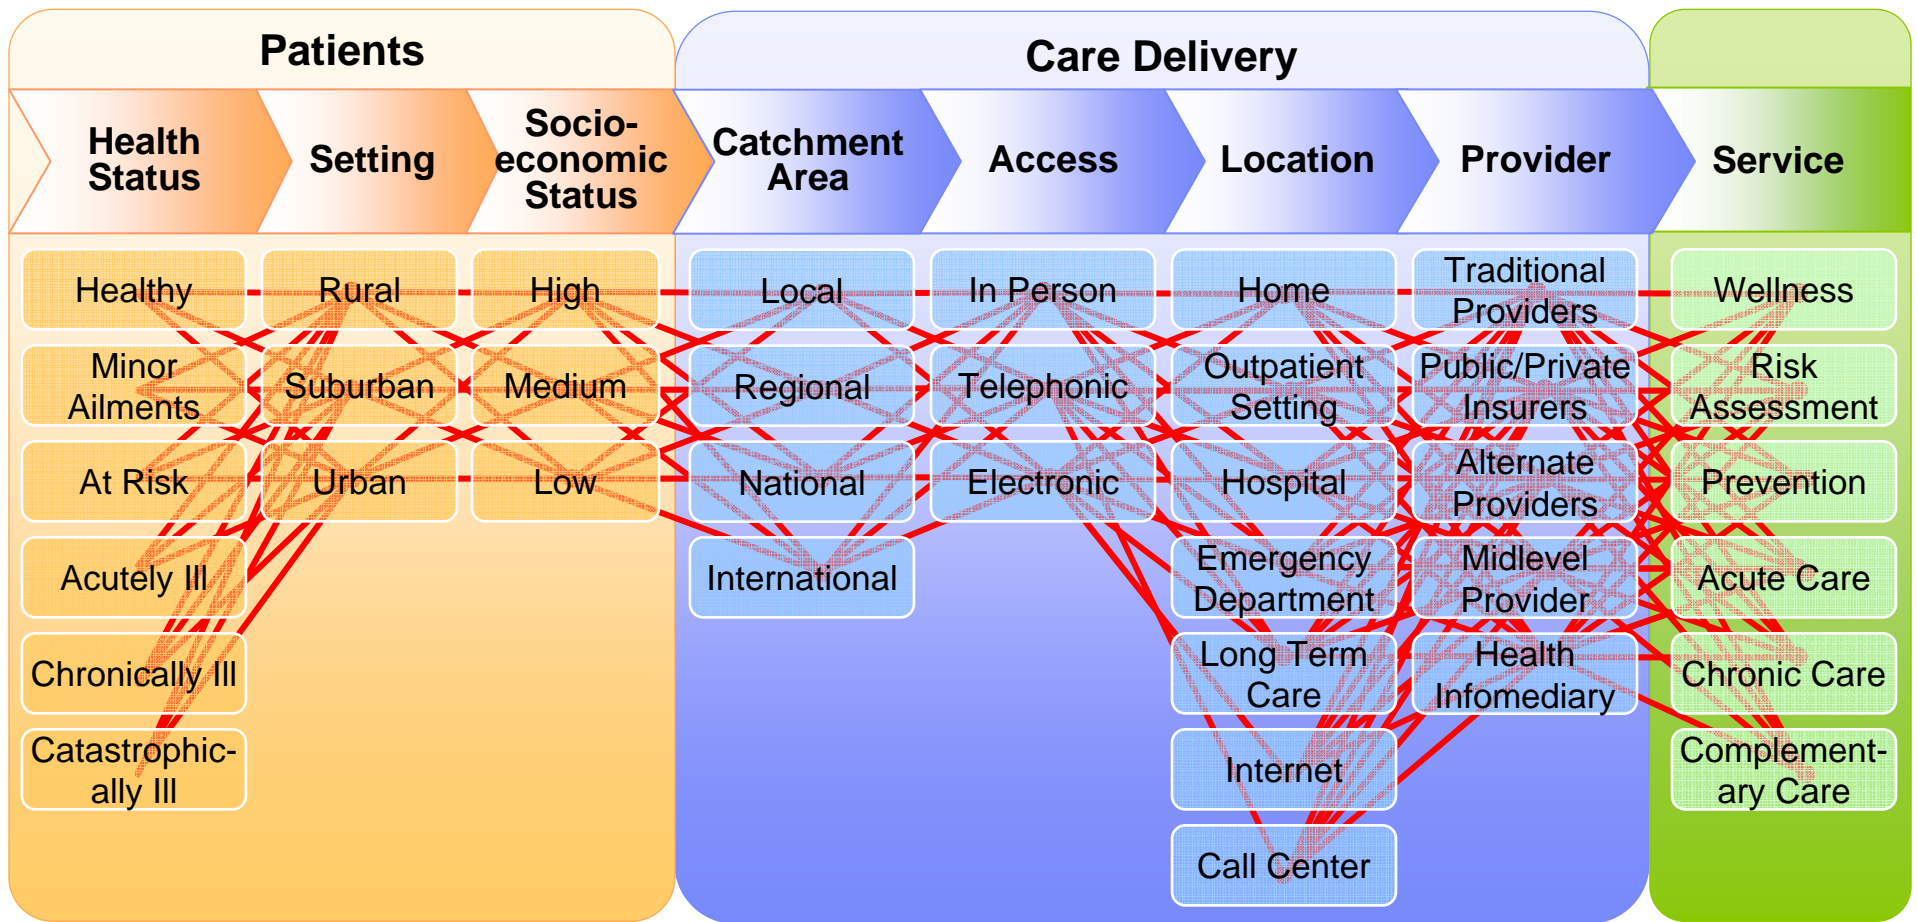 Patients
Care Delivery
Health
Status
Setting
Socio-
economic
Status
Catchment
Area
Access
Location
Provider
Service
Healthy
Minor
Ailments
At Risk
Acutely Ill
Chronically Ill
Catastrophic-
ally Ill
Rural
Suburban
Urban
High
Medium
Low
Local
Regional
National
International
In Person
Telephonic
Electronic
Home
Outpatient
Setting
Hospital
Emergency
Department
Long Term
Care
Internet
Call Center
Traditional
Providers
Public/Private
Insurers
Alternate
Providers
Midlevel
Provider
Health
Infomediary
Wellness
Risk
Assessment
Prevention
Acute Care
Chronic Care
Complement-
ary Care